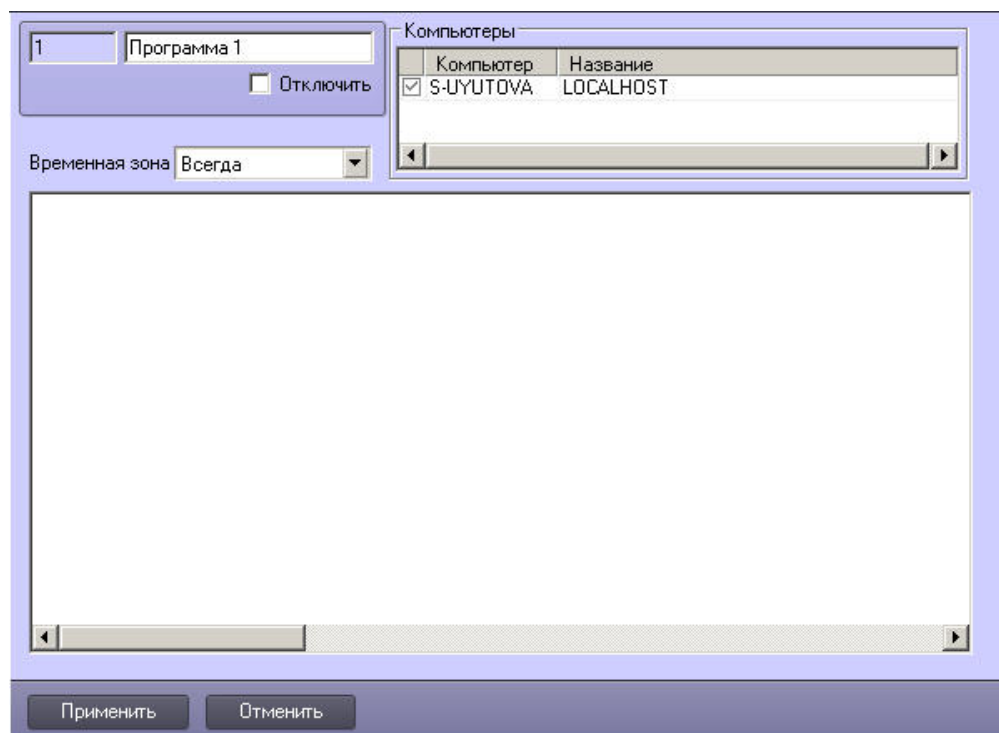 1
Программа 1
Отключить
Компьютеры
Компьютер Название
S-UYUTOVA LOCALHOST
Временная зона Всегда
Применить Отменить